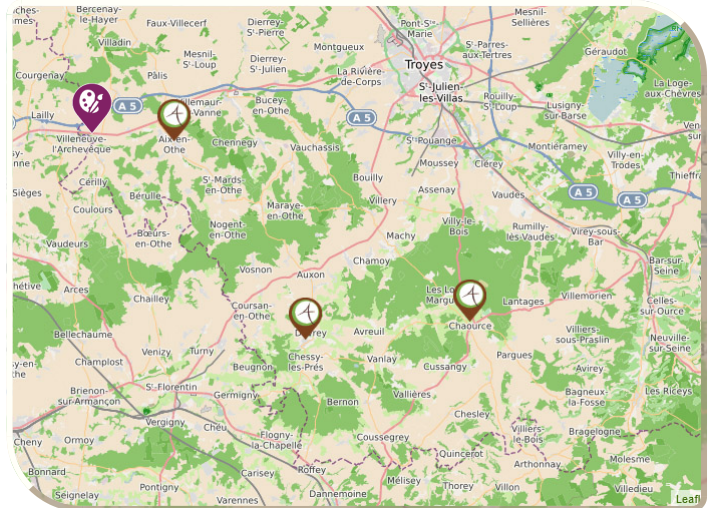 Bercenay-
le-Hayer
Faux-Villecerf
Dierrey-
St-Pierre
Pont-Ste-
Marie
Mesnil-
Sellières
Villadin
Mesnil-
St-Loup
Dierrey-
St-Julien
Montgueux
Troyes
St-Parres-
aux-Tertres
Géraudot
Courgenay
Pâlis
La Rivière-
de-Corps
St-Julien-
les-Villas
La Loge-
aux-Chèvres
Lailly
A 5
Bucey-
en-Othe
A 5
Rouilly-
St-Loup
Lusigny-
sur-Barse
Villeneuve-
l'Archevêque
Aix-en-
Othe
Chennegy
Vauchassis
St-Pouange
Montiéramey
Moussey
Clérey
Villy-en-
Trodes
Cérilly
Sièges
Bérulle
St-Mards-
en-Othe
Bouilly
Assenay
Vaudes
A 5
A 5
Coulours
Maraye-
en-Othe
Villery
Villy-le-
Bois
Rumilly-
lès-Vaudes
Virey-sous-
Bar
Vaudeurs
Bœurs-
en-Othe
Nogent-
en-Othe
Machy
Vosnon
Auxon
Chamoy
Bar-sur-
Seine
Arces
Chailley
Coursan-
en-Othe
Lantages
Villemorien
Celles-
sur-Ource
Bellechaume
Avreuil
Chaource
Villiers-
sous-Praslin
Neuville-
sur-Seine
Champlost
Venizy
Turny
Beugnon
Chessy-
les-Prés
Vanlay
Cussangy
Pargues
Avirey
Brienon-
sur-Armançon
St-Florentin
Germigny
Bernon
Vallières
Bagneux-
la-Fosse
Les Riceys
Vergigny
Chéu
Chesley
Cheny
Ormoy
Flogny-
la-Chapelle
Coussegrey
Villiers-
le-Bois
Bragelogne
Quincerot
Bonnard
Carisey
Roffey
Arthonnay
Molesme
Seignelay
Pontigny
Varennes
Dannemoine
Mélisey
Thorey
Villon
Villedieu
Leafl